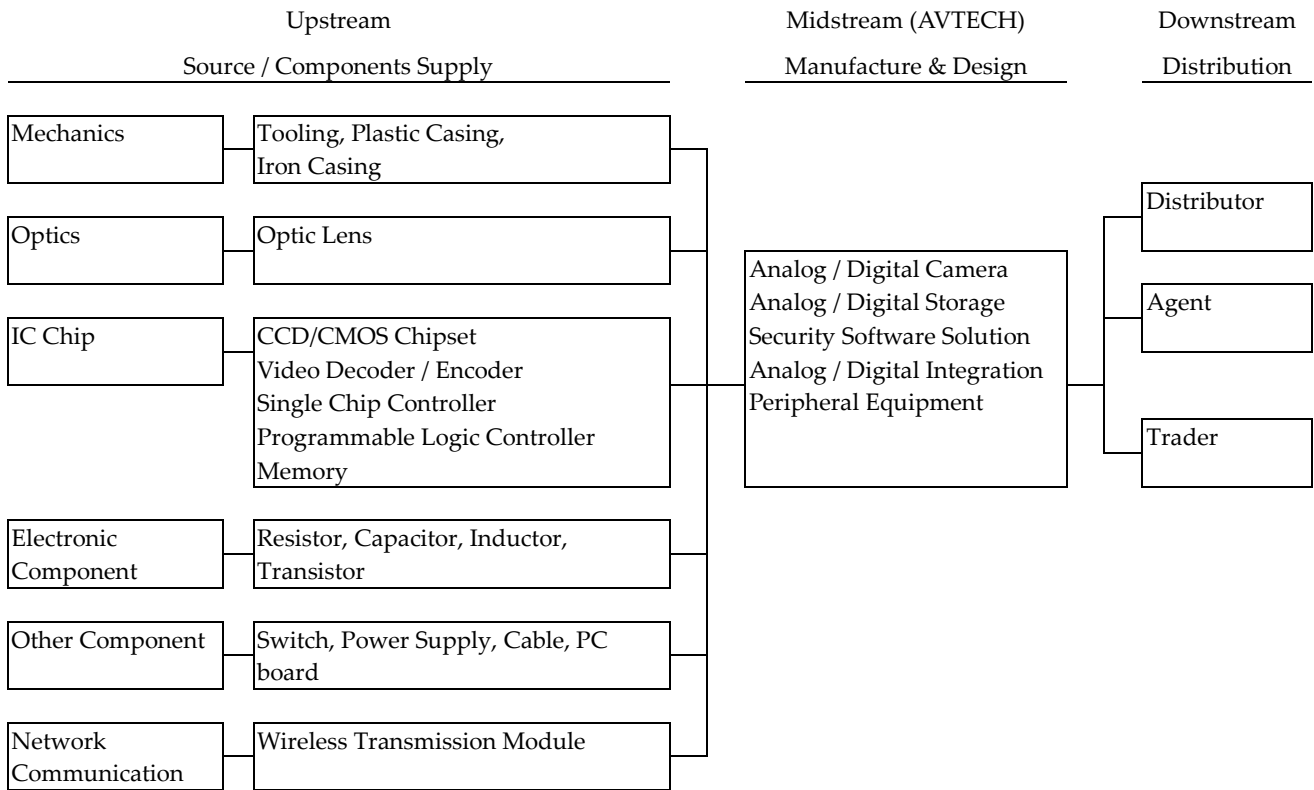 Upstream
Midstream (AVTECH)
Downstream
Source / Components Supply
Manufacture & Design
Distribution
Mechanics
Tooling, Plastic Casing,
Iron Casing
Optics
Optic Lens
IC Chip
CCD/CMOS Chipset
Video Decoder / Encoder
Single Chip Controller
Programmable Logic Controller
Memory
Electronic
Component
Resistor, Capacitor, Inductor,
Transistor
Other Component
Switch, Power Supply, Cable, PC
board
Network
Communication
Wireless Transmission Module
Analog / Digital Camera
Analog / Digital Storage
Security Software Solution
Analog / Digital Integration
Peripheral Equipment
Distributor
Agent
Trader